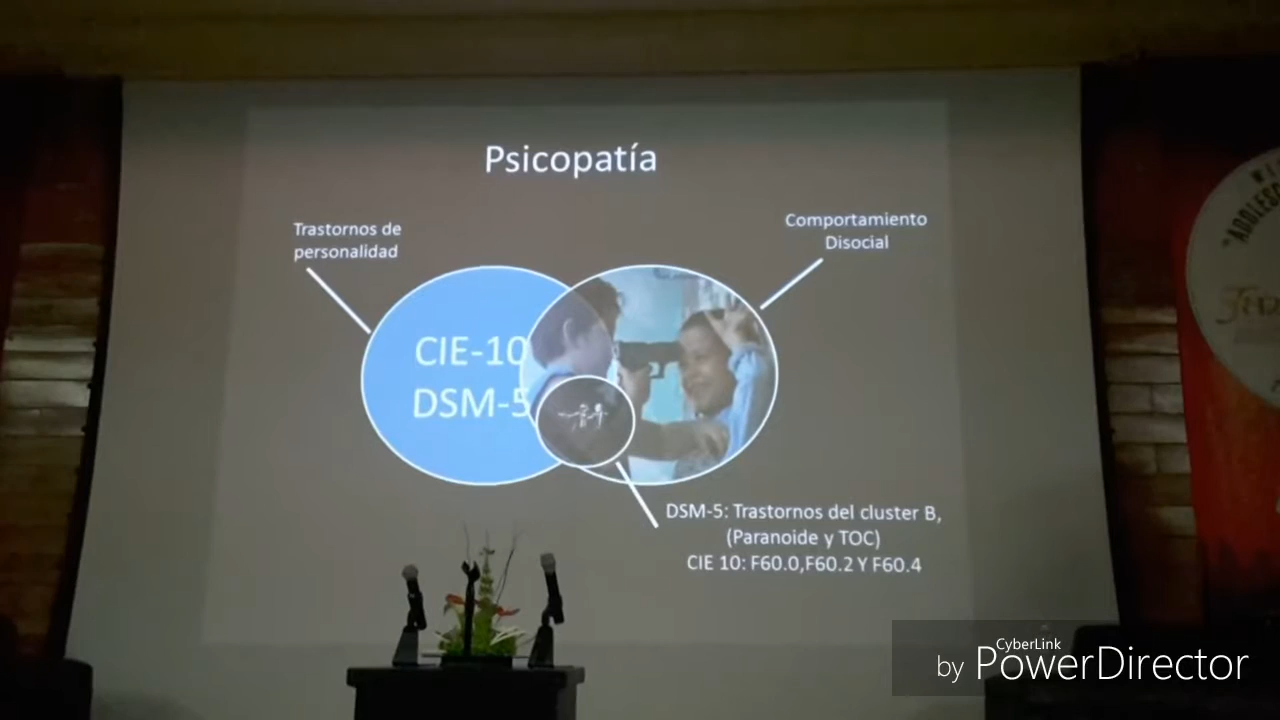 Psicopatía
Trastornos de
personalidad
Comportamiento
Disocial
CIE-10
DSM-5
DSM-5: Trastornos del cluster B,
(Paranoide y TOC)
CIE 10: F60.0,F60.2 Y F60.4
CyberLink
by PowerDirector